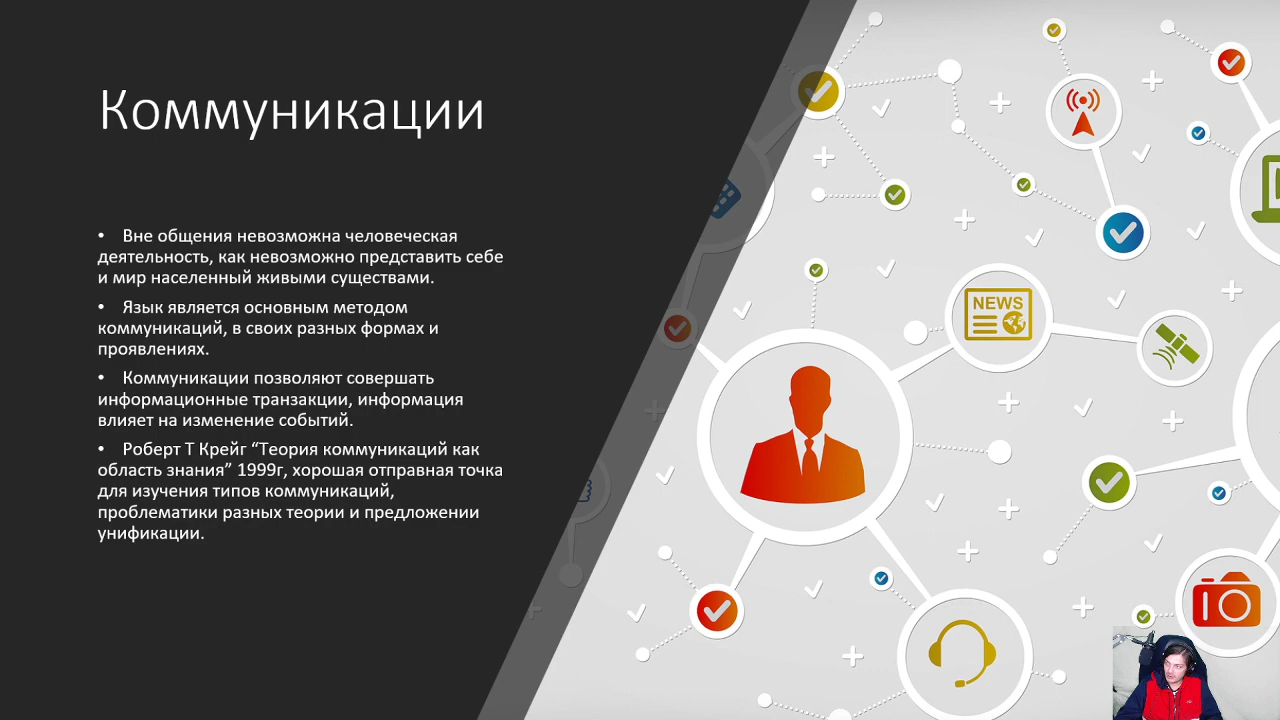 Коммуникации
• Вне общения невозможна человеческая
деятельность, как невозможно представить себе
и мир населенный живыми существами.
• Язык является основным методом
коммуникаций, в своих разных формах и
проявлениях.
• Коммуникации позволяют совершать
информационные транзакции, информация
влияет на изменение событий.
• Роберт Т Крейг “Теория коммуникаций как
область знания” 1999г, хорошая отправная точка
для изучения типов коммуникаций,
проблематики разных теории и предложении
унификации.
NEWS